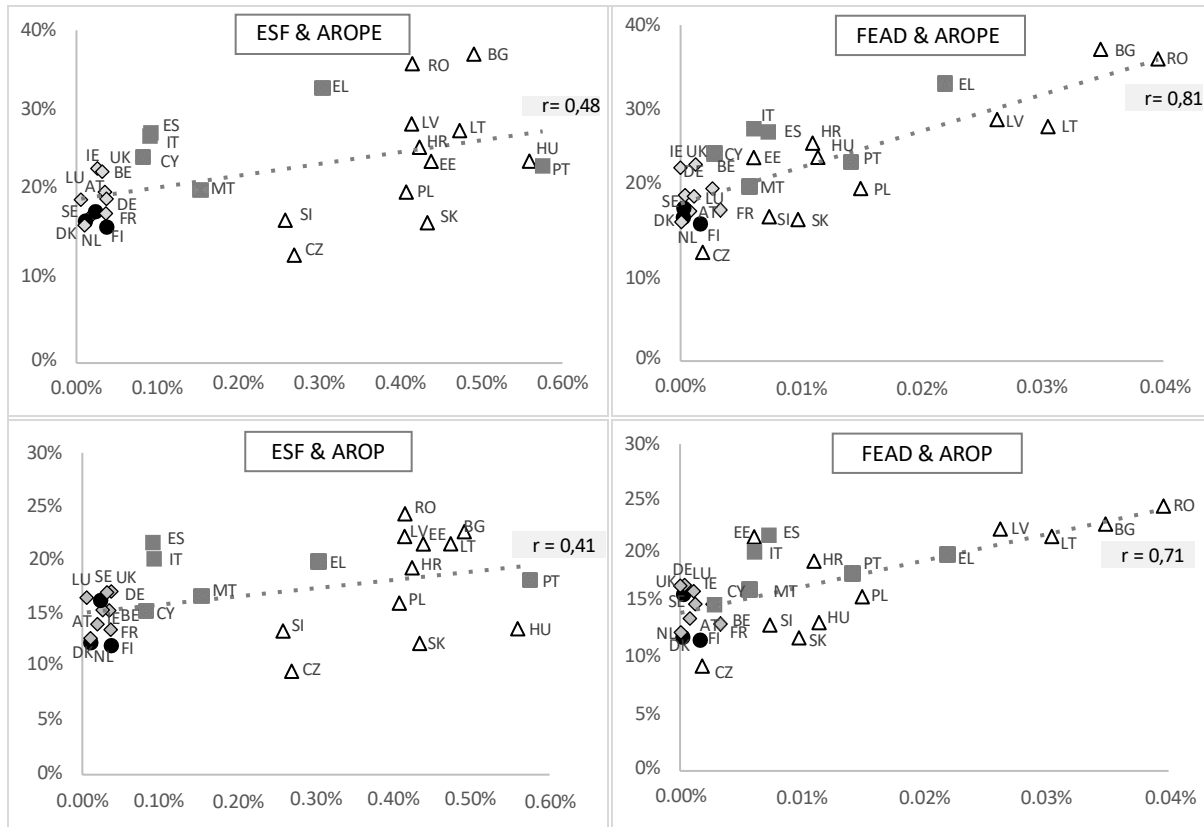 ESF & AROPE
40%
30%
20%
10%
0%
RO
BG
EL
r= 0,48
ES
IT
CY
LV
LT
HR
EE
HU
PT
IE
UK
BE
LU
AT
DE
MT
PL
SE
FR
SI
SK
DK
NL
FI
CZ
0.00%
0.10%
0.20%
0.30%
0.40%
0.50%
0.60%
FEAD & AROPE
40%
30%
20%
10%
0%
BG
RO
EL
r= 0,81
IT
ES
HR
LV
LT
IE
UK
CY
EE
HU
PT
DE
BE
MT
PL
SE
LU
AT
FR
SI
SK
DK
NL
FI
CZ
0.00%
0.01%
0.02%
0.03%
0.04%
ESF & AROP
30%
25%
20%
15%
10%
5%
0%
RO
ES
LV
EE
BG
LT
r = 0,41
IT
EL
HR
LU
SE
UK
DE
MT
PT
PL
AT
IE
BE
CY
FR
SI
HU
DK
NL
FI
SK
CZ
0.00%
0.10%
0.20%
0.30%
0.40%
0.50%
0.60%
FEAD & AROP
30%
25%
20%
15%
10%
5%
0%
RO
EE
ES
LV
LT
BG
r = 0,71
IT
HR
PT
EL
DE
LU
UK
IE
CY
MT
SE
PL
AT
BE
NL
FR
SI
HU
DK
FI
SK
CZ
0.00%
0.01%
0.02%
0.03%
0.04%